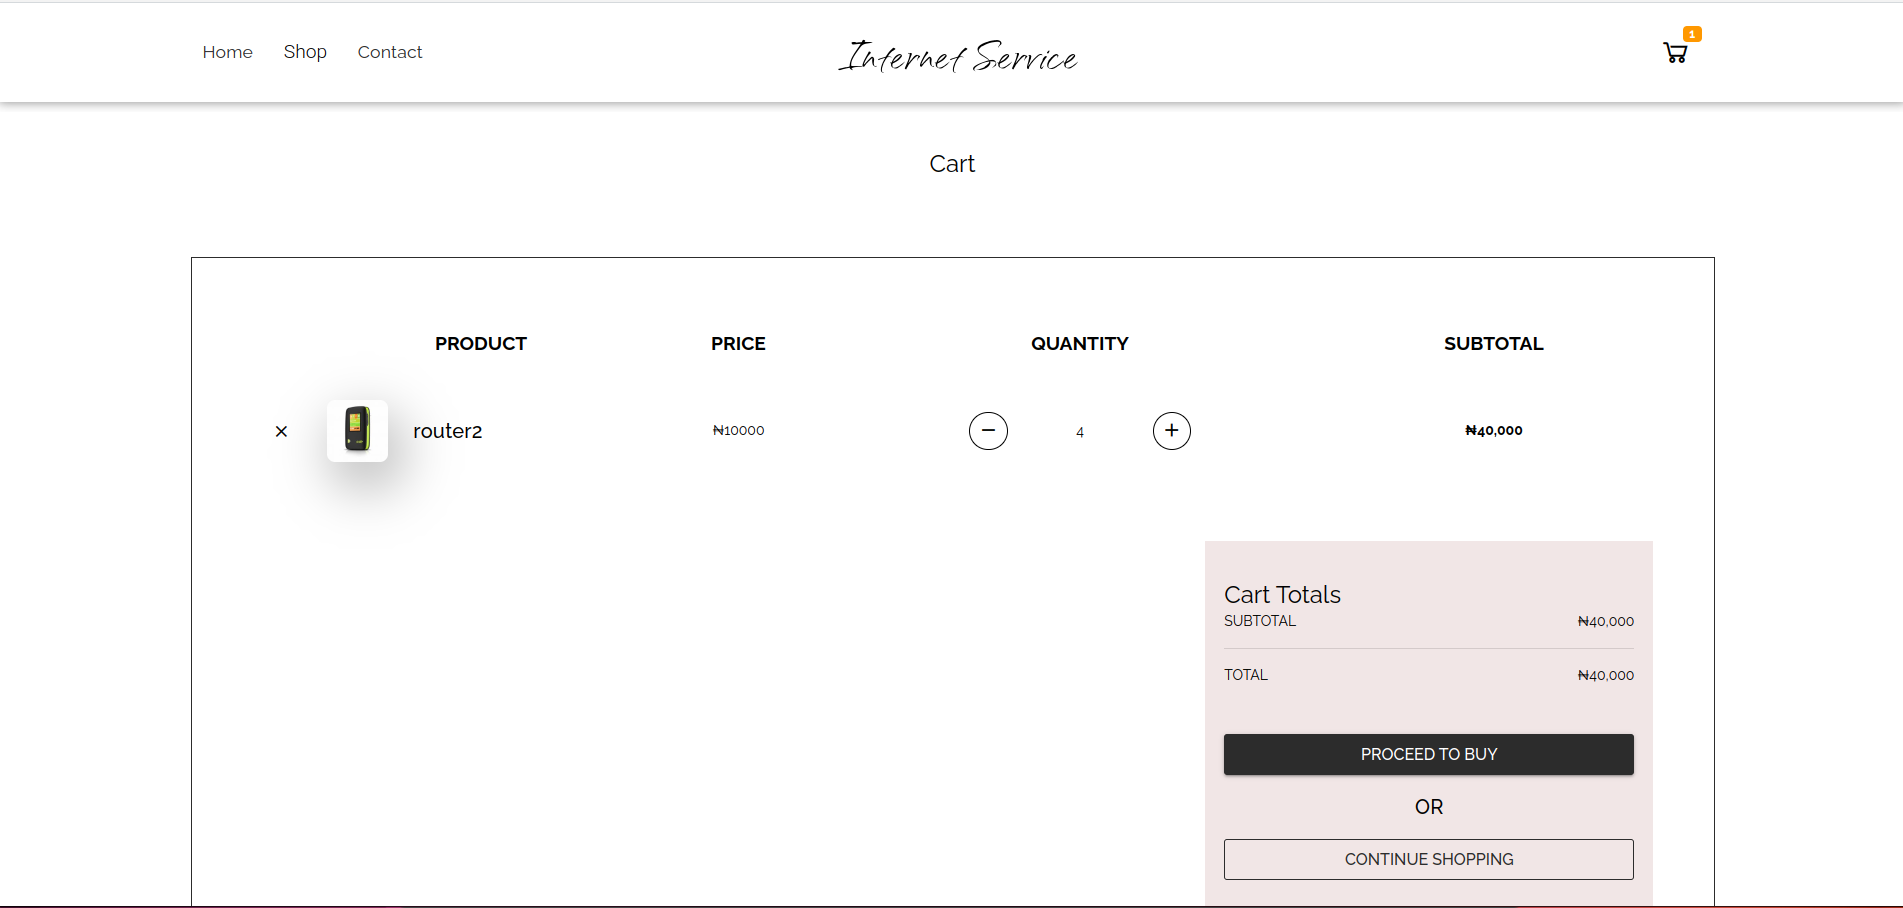 Home Shop Contact Internet Service 1
Cart
PRODUCT PRICE QUANTITY SUBTOTAL
× router2 ₦10000 − 4 + ₦40,000
Cart Totals
SUBTOTAL ₦40,000
TOTAL ₦40,000
PROCEED TO BUY
OR
CONTINUE SHOPPING